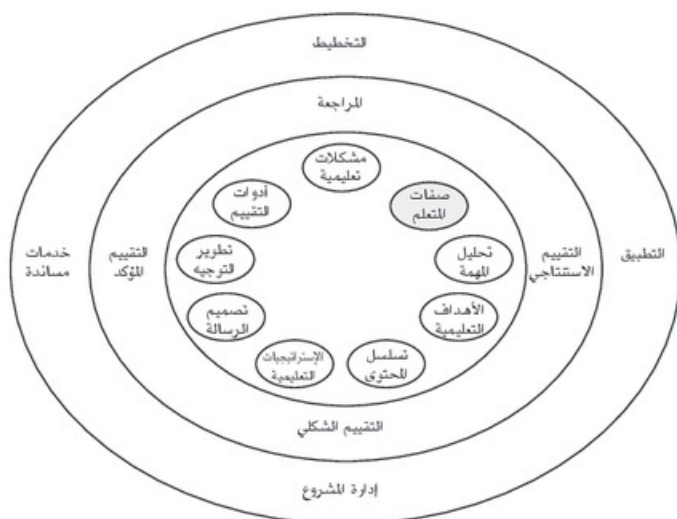 التخطيط
المراجعة
مشكلات
تعليمية
صفات
المتعلم
أدوات
التقييم
تحليل
المهمة
تطوير
التوجيه
الأهداف
التعليمية
تصميم
الرسالة
تسلسل
المحتوى
الإستراتيجيات
التعليمية
التطبيق
التقييم
الاستنتاجي
التقييم
المؤكد
خدمات
مساندة
التقييم الشكلي
إدارة المشروع